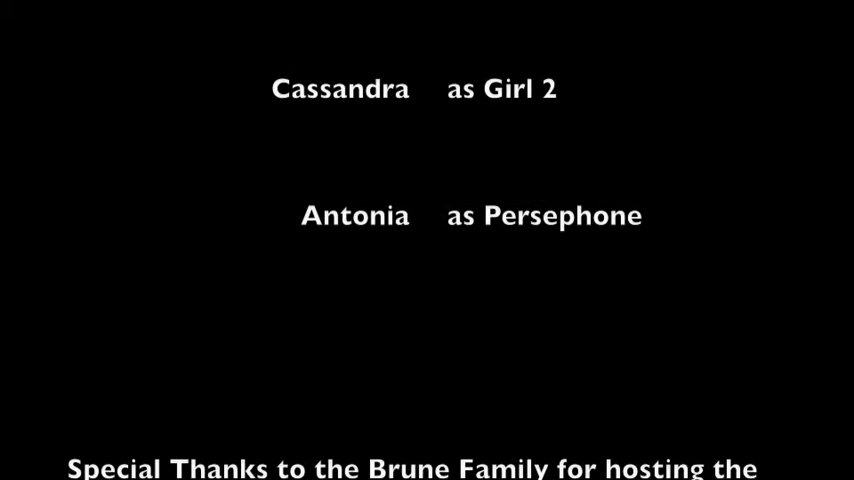 Cassandra as Girl 2
Antonia as Persephone
Special Thanks to the Brune Family for hosting the